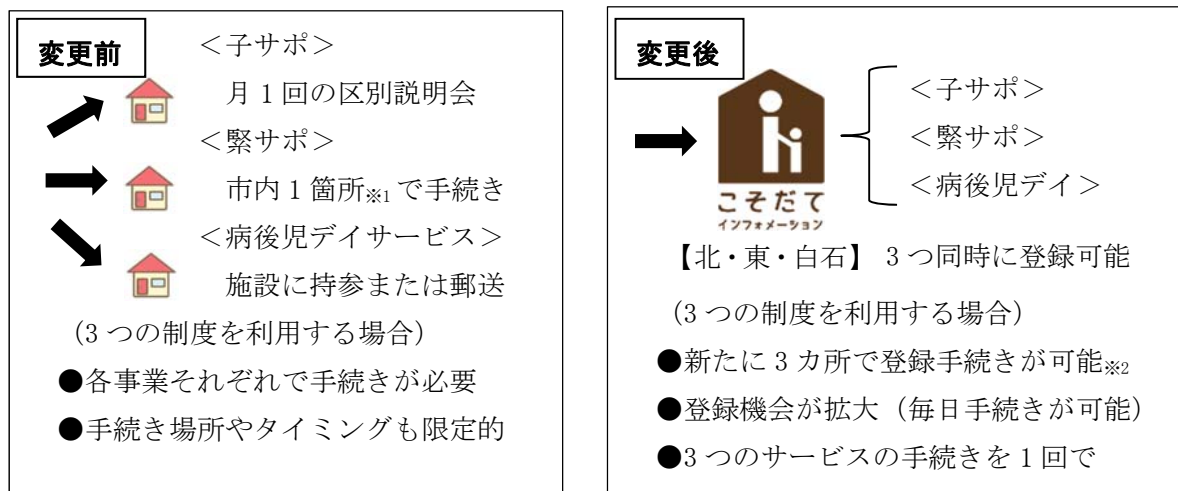 変更前
＜子サポ＞
月1回の区別説明会
＜緊サポ＞
市内1箇所※1で手続き
＜病後児デイサービス＞
施設に持参または郵送
（3つの制度を利用する場合）
●各事業それぞれで手続きが必要
●手続き場所やタイミングも限定的
変更後
＜子サポ＞
＜緊サポ＞
＜病後児デイ＞
こそだて
インフォメーション
【北・東・白石】 3つ同時に登録可能
（3つの制度を利用する場合）
●新たに3カ所で登録手続きが可能※2
●登録機会が拡大（毎日手続きが可能）
●3つのサービスの手続きを1回で